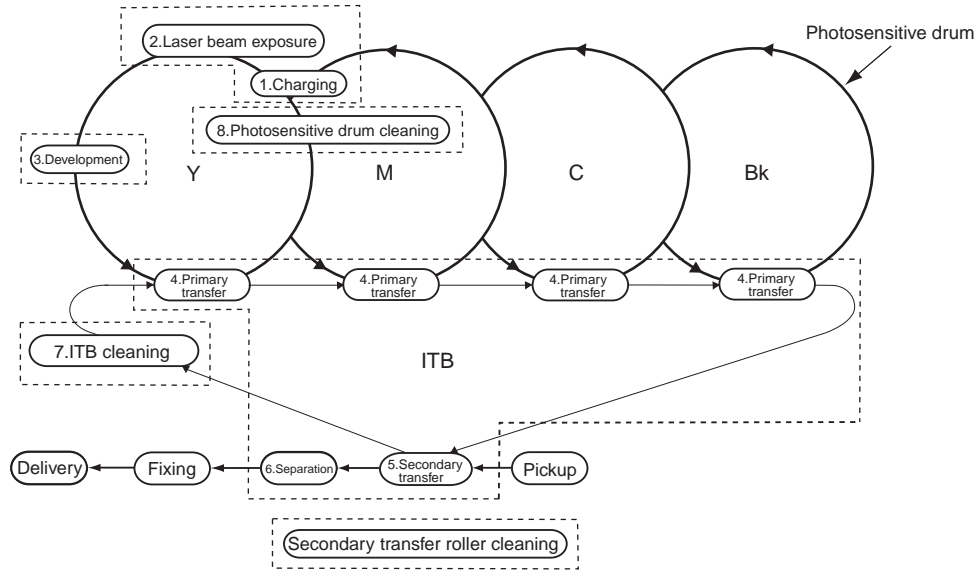 2.Laser beam exposure
Photosensitive drum
1.Charging
8.Photosensitive drum cleaning
3.Development
Y
M
C
Bk
4.Primary
transfer
4.Primary
transfer
4.Primary
transfer
4.Primary
transfer
7.ITB cleaning
ITB
Delivery
Fixing
6.Separation
5.Secondary
transfer
Pickup
Secondary transfer roller cleaning